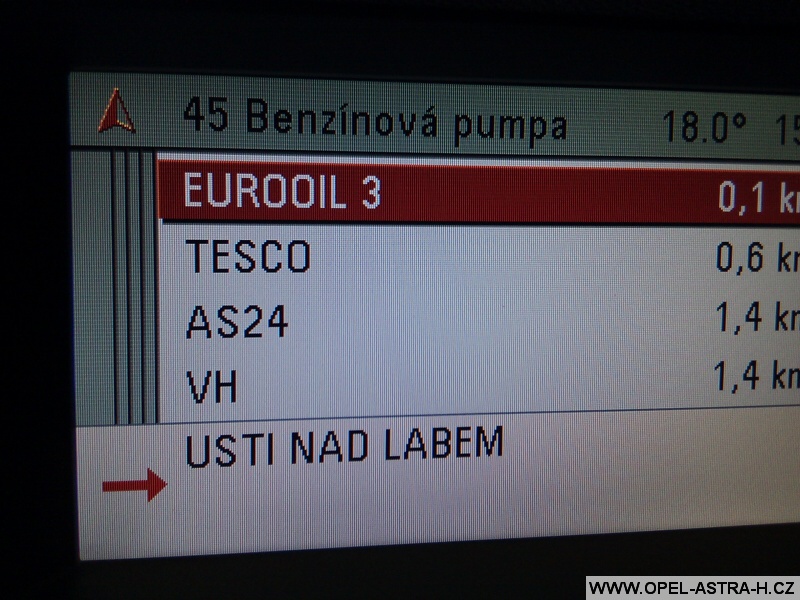 45 Benzínová pumpa 18.0°
EUROOIL 3 0,1
TESCO 0,6
AS24 1,4
VH 1,4
USTI NAD LABEM
WWW.OPEL-ASTRA-H.CZ